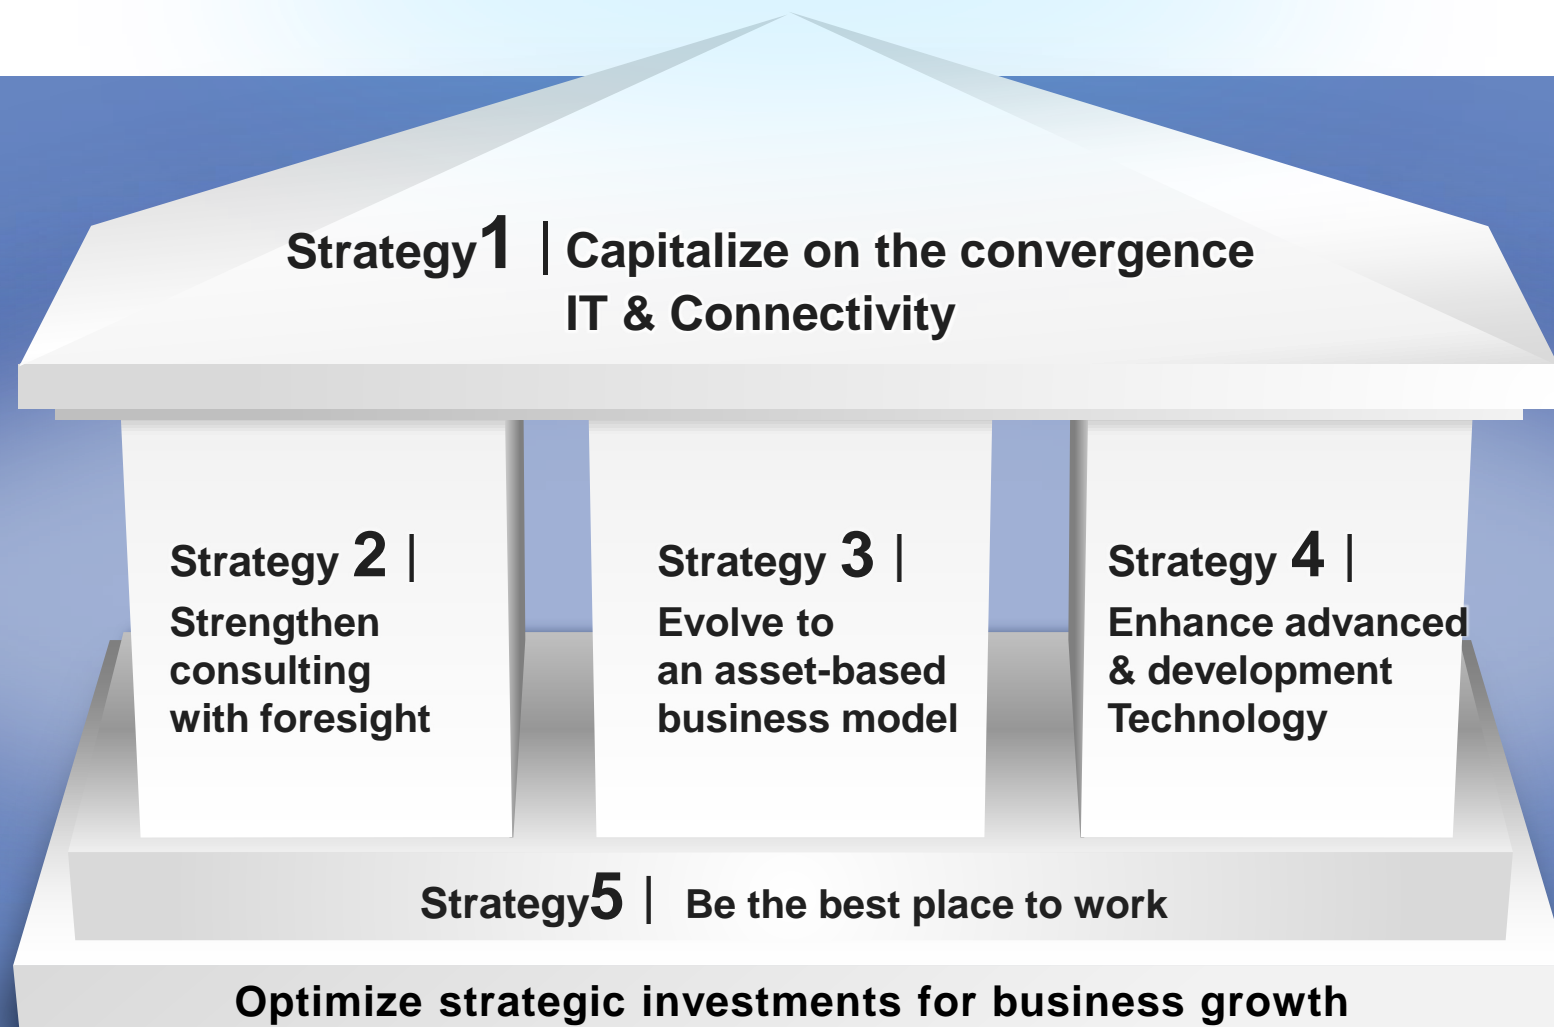 Strategy1 | Capitalize on the convergence
IT & Connectivity
Strategy 2 |
Strengthen
consulting
with foresight
Strategy 3 |
Evolve to
an asset-based
business model
Strategy 4 |
Enhance advanced
& development
Technology
Strategy5 | Be the best place to work
Optimize strategic investments for business growth